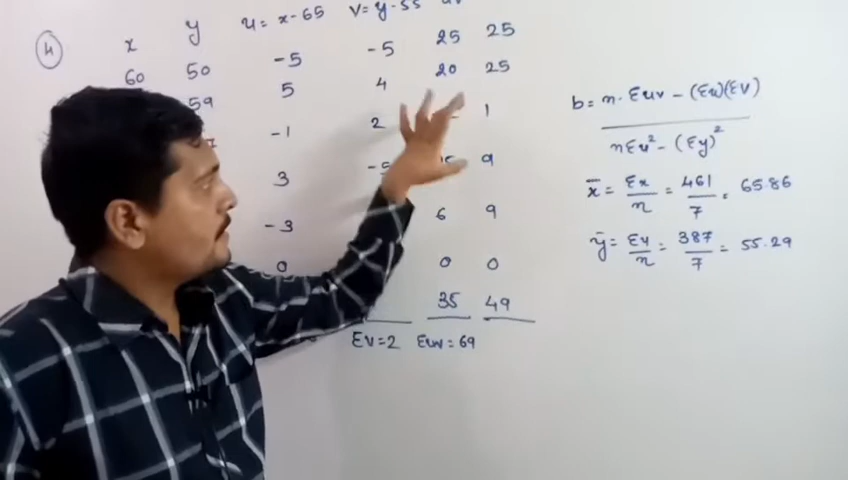 4 x y u = x-65 v = y-55
60 50 -5 -5 25 25
59 5 4 20 25
-1 2 1
3 -5 9
-3 6 9
0 0 0
35 49
Σv=2 Σuv=69
b = n·Σuv - (Σu)(Σv)
nΣu² - (Σy)²
x̄ = Σx/n = 461/7 = 65.86
ȳ = Σy/n = 387/7 = 55.29